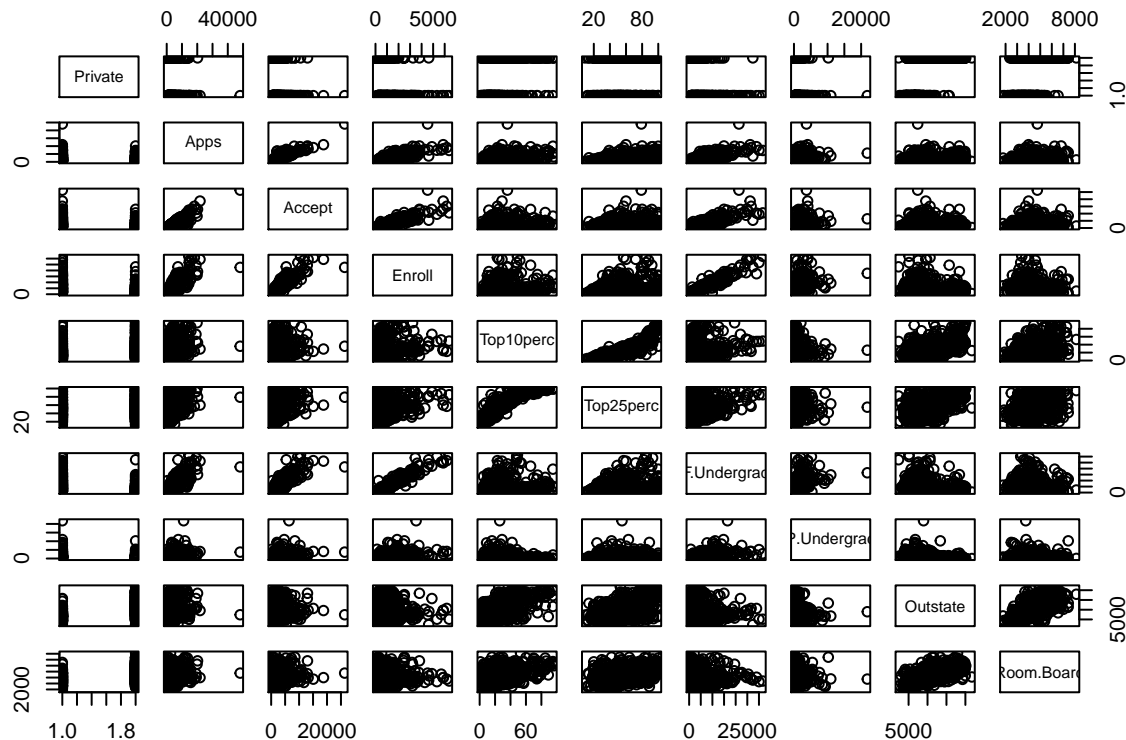 0 40000 0 5000 20 80 0 20000 2000 8000
Private
1.0
Apps
0
Accept
0
Enroll
0
Top10perc
0
Top25perc
20
F.Undergrad
0
P.Undergrad
0
Outstate
5000
Room.Board
2000
1.0 1.8 0 20000 0 60 0 25000 5000